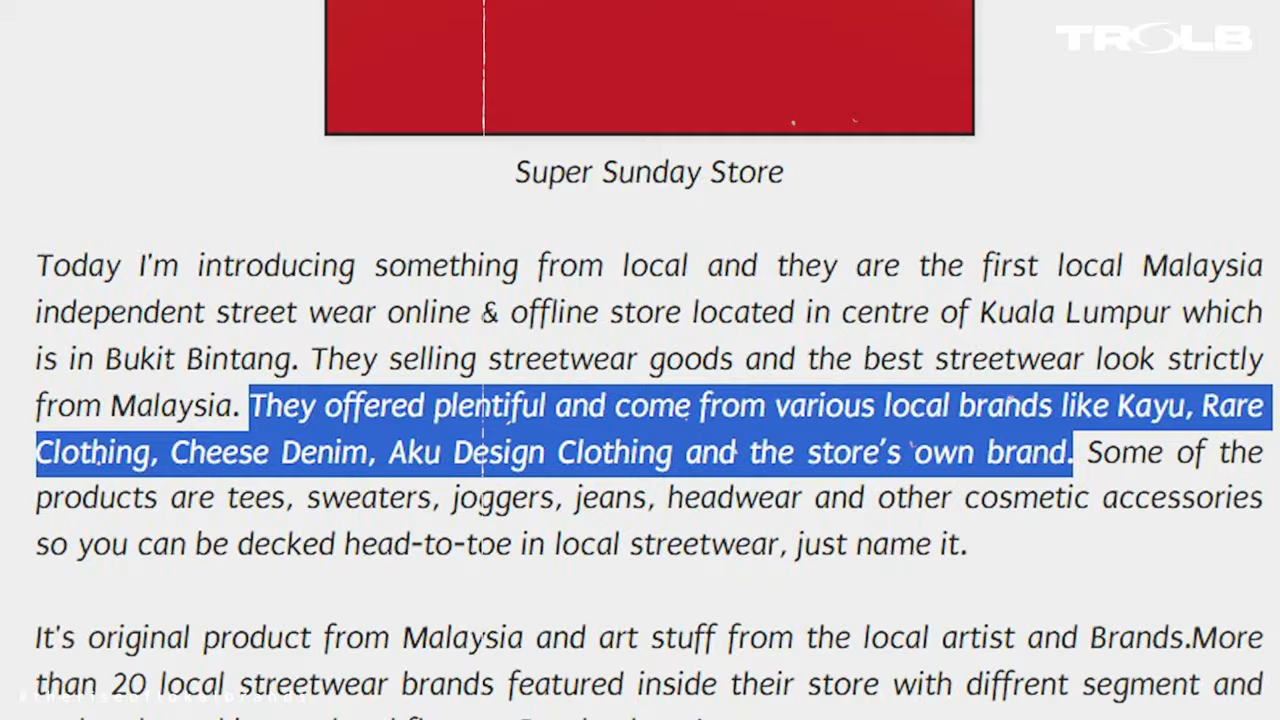 TROLB
Super Sunday Store
Today I'm introducing something from local and they are the first local Malaysia
independent street wear online & offline store located in centre of Kuala Lumpur which
is in Bukit Bintang. They selling streetwear goods and the best streetwear look strictly
from Malaysia. They offered plentiful and come from various local brands like Kayu, Rare
Clothing, Cheese Denim, Aku Design Clothing and the store's own brand. Some of the
products are tees, sweaters, joggers, jeans, headwear and other cosmetic accessories
so you can be decked head-to-toe in local streetwear, just name it.
It's original product from Malaysia and art stuff from the local artist and Brands.More
than 20 local streetwear brands featured inside their store with diffrent segment and